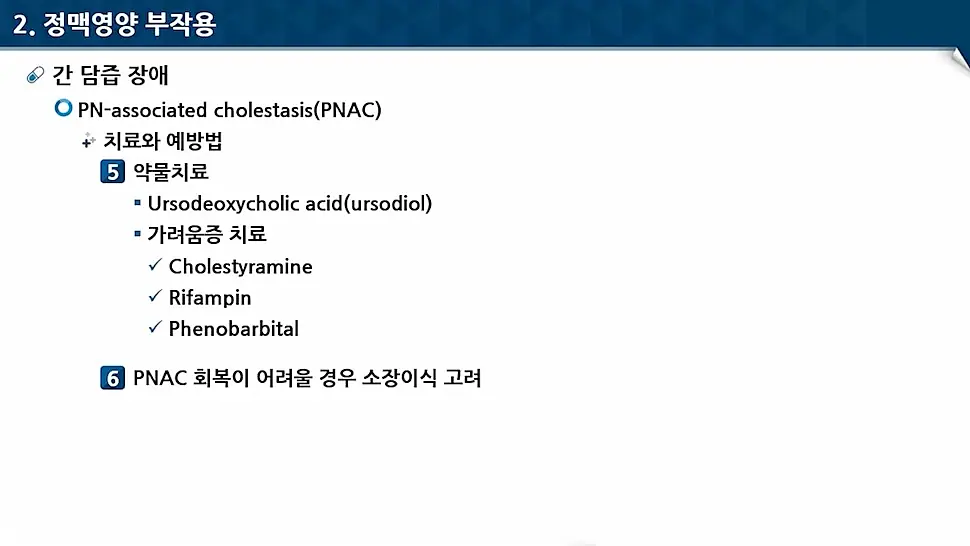 2. 정맥영양 부작용
간 담즙 장애
PN-associated cholestasis(PNAC)
치료와 예방법
5 약물치료
Ursodeoxycholic acid(ursodiol)
가려움증 치료
✓ Cholestyramine
✓ Rifampin
✓ Phenobarbital
6 PNAC 회복이 어려울 경우 소장이식 고려